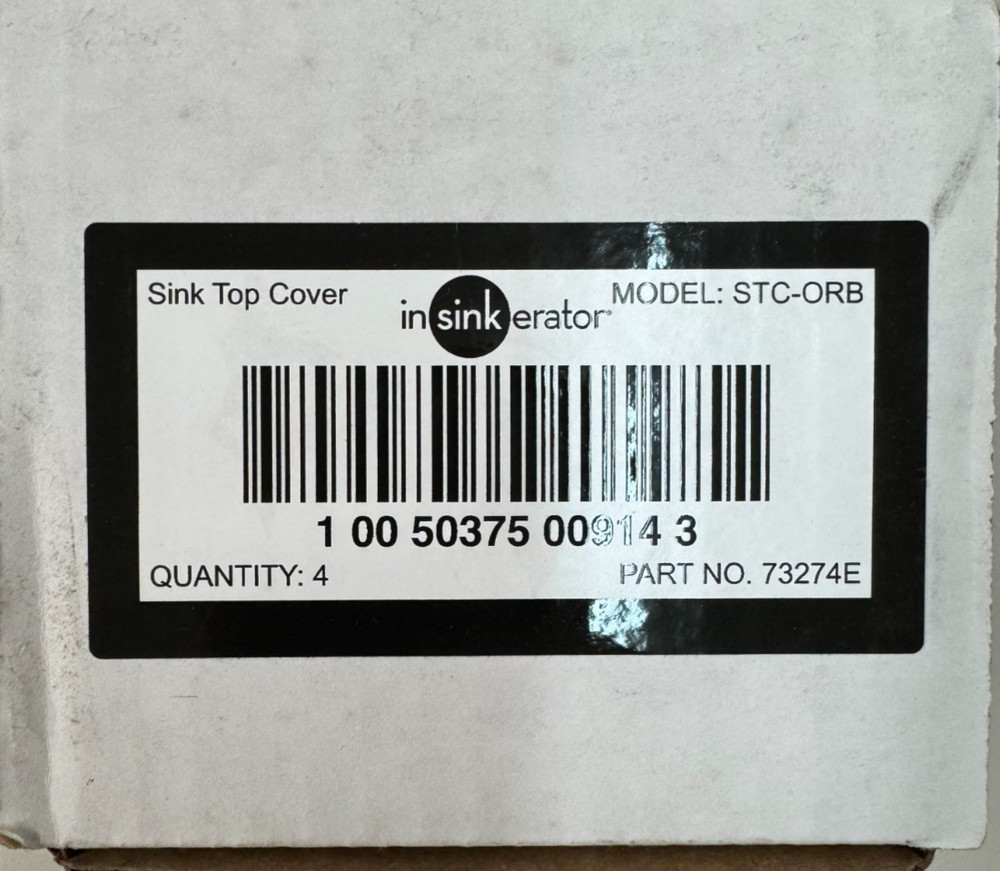 Sink Top Cover
insinkerator
MODEL: STC-ORB
1 00 50375 00914 3
QUANTITY: 4
PART NO. 73274E